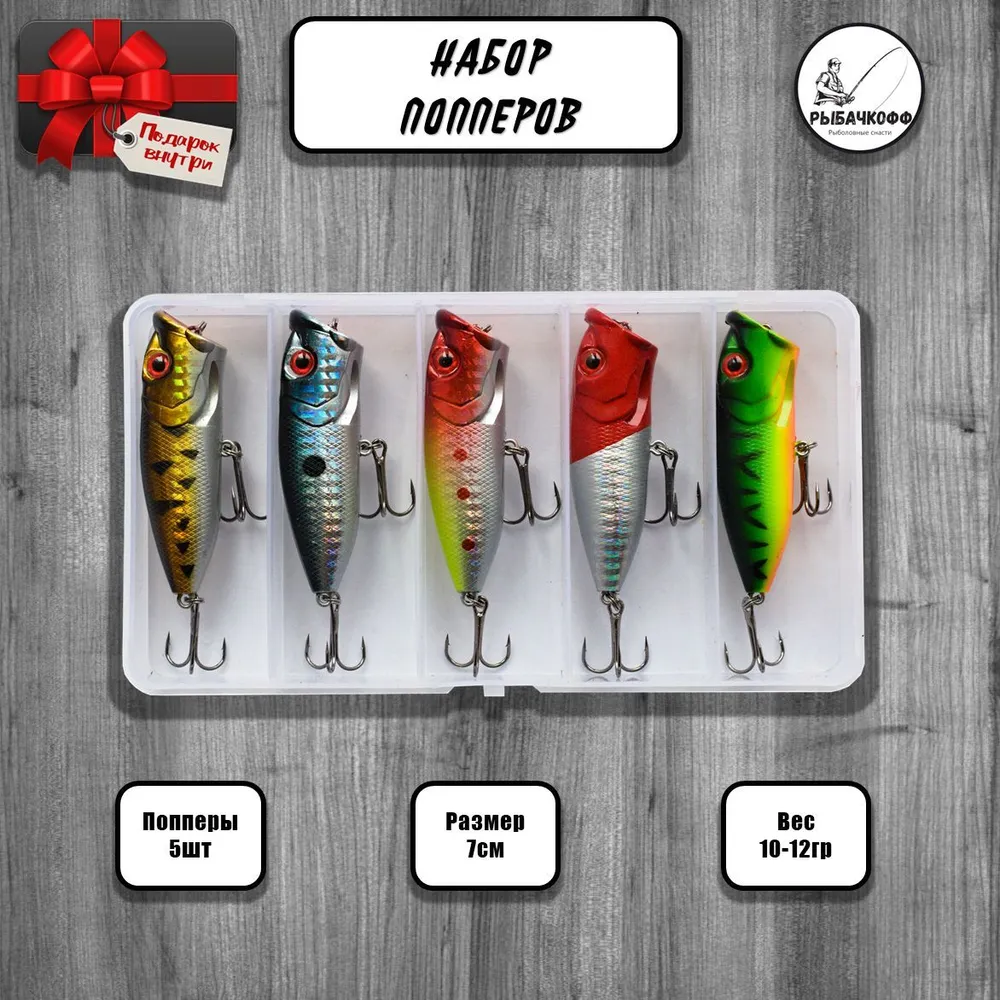 НАБОР
ПОППЕРОВ
Подарок
внутри
РЫБАЧКОФФ
Рыболовные снасти
Попперы
5шт
Размер
7см
Вес
10-12гр